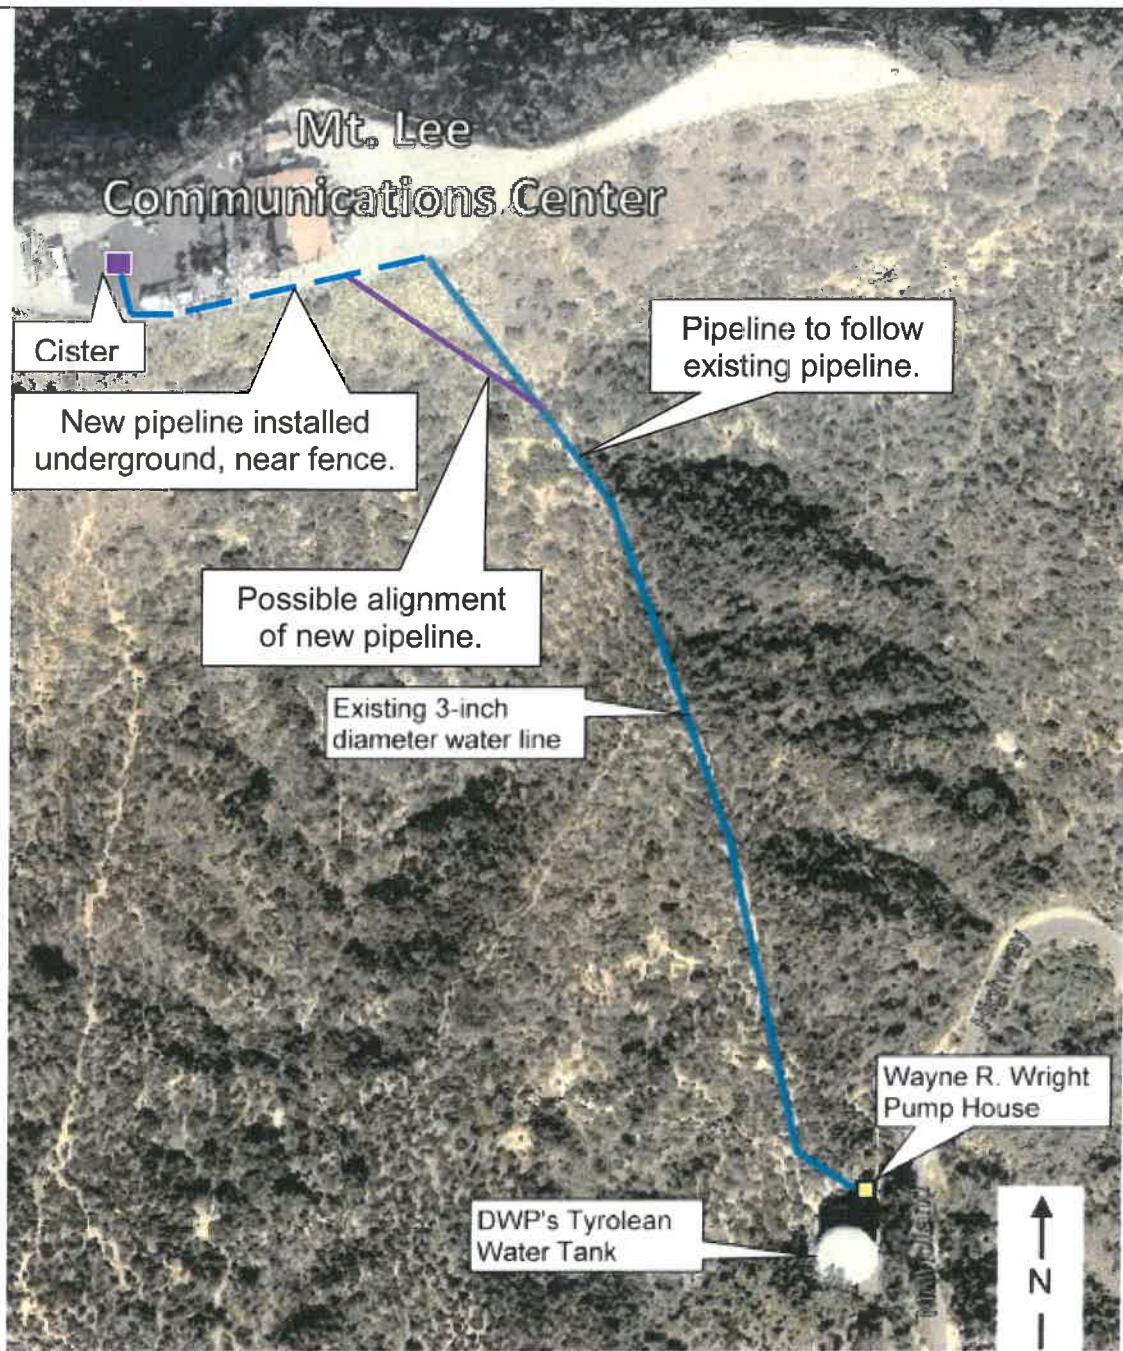 Mt. Lee
Communications Center
Cister
New pipeline installed
underground, near fence.
Pipeline to follow
existing pipeline.
Possible alignment
of new pipeline.
Existing 3-inch
diameter water line
Wayne R. Wright
Pump House
DWP's Tyrolean
Water Tank
N